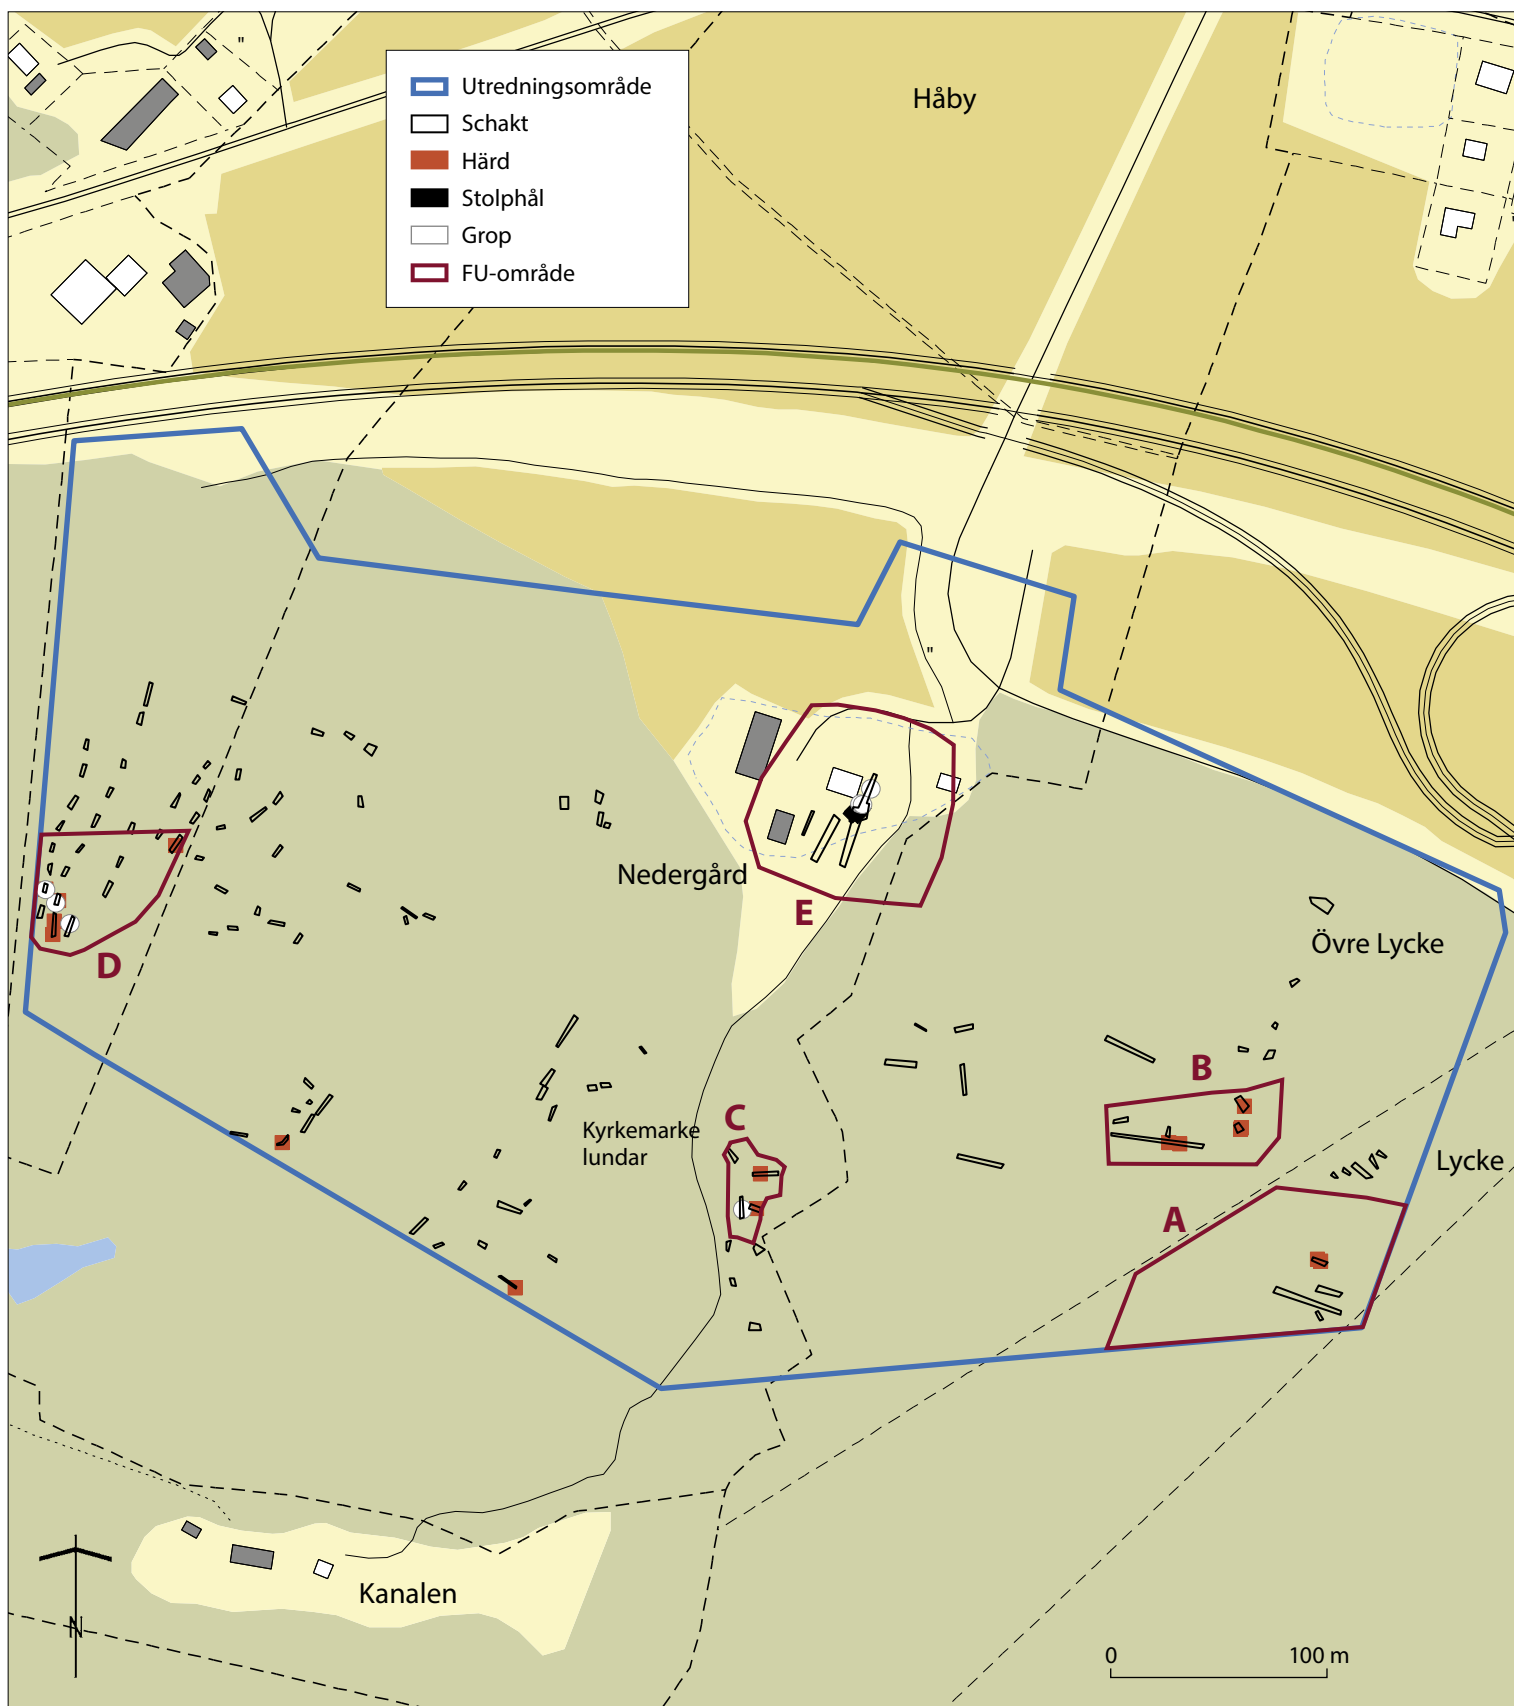 Utredningsområde
Schakt
Härd
Stolphål
Grop
FU-område
Håby
"
"
Nedergård
E
D
Övre Lycke
B
C
Kyrkemarke
lundar
Lycke
A
Kanalen
N
0 100 m